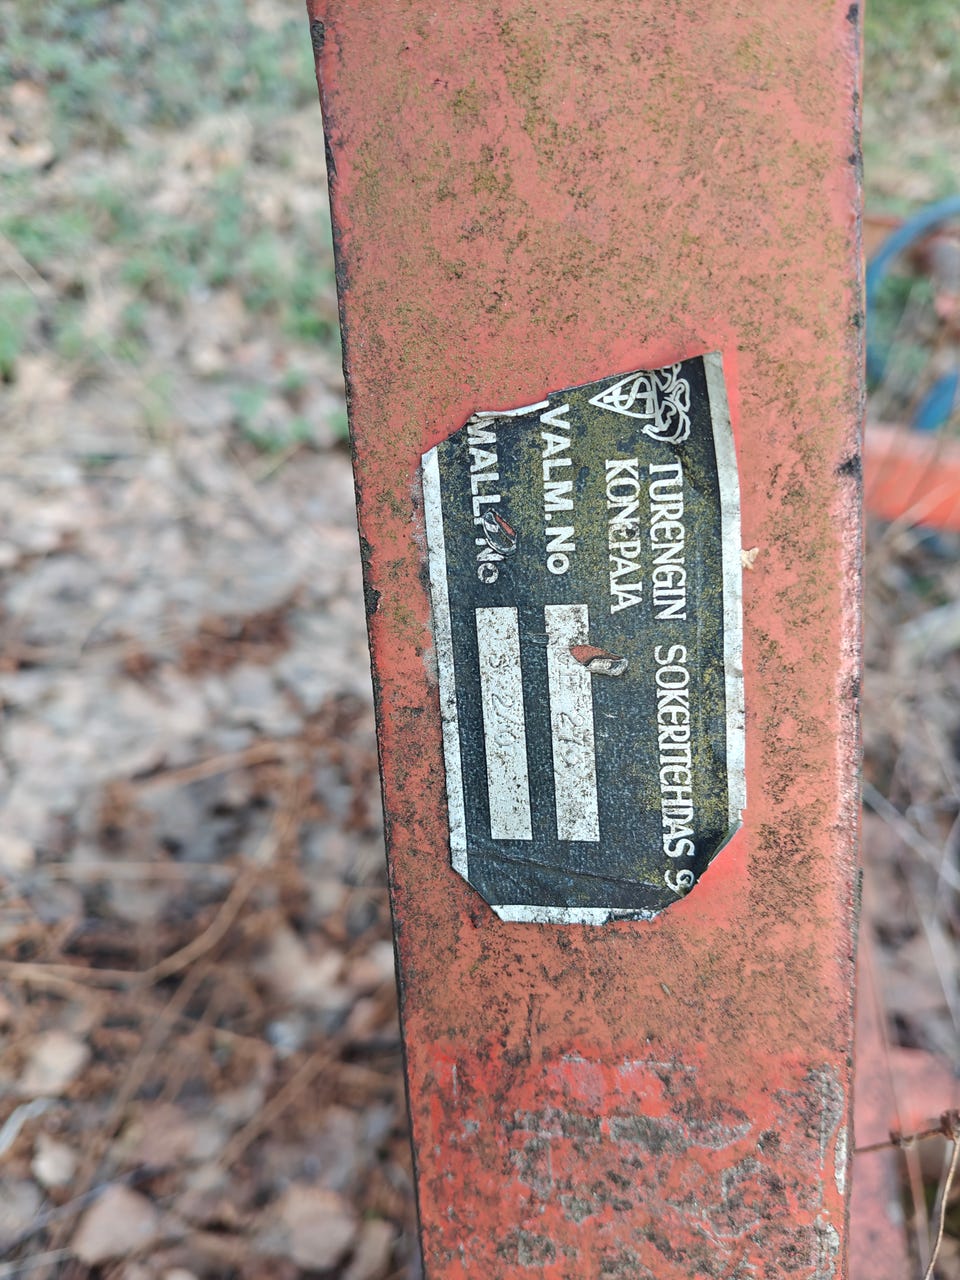 TURENGIN SOKERITEHDAS
KONEPAJA
VALM.No
MALLI No